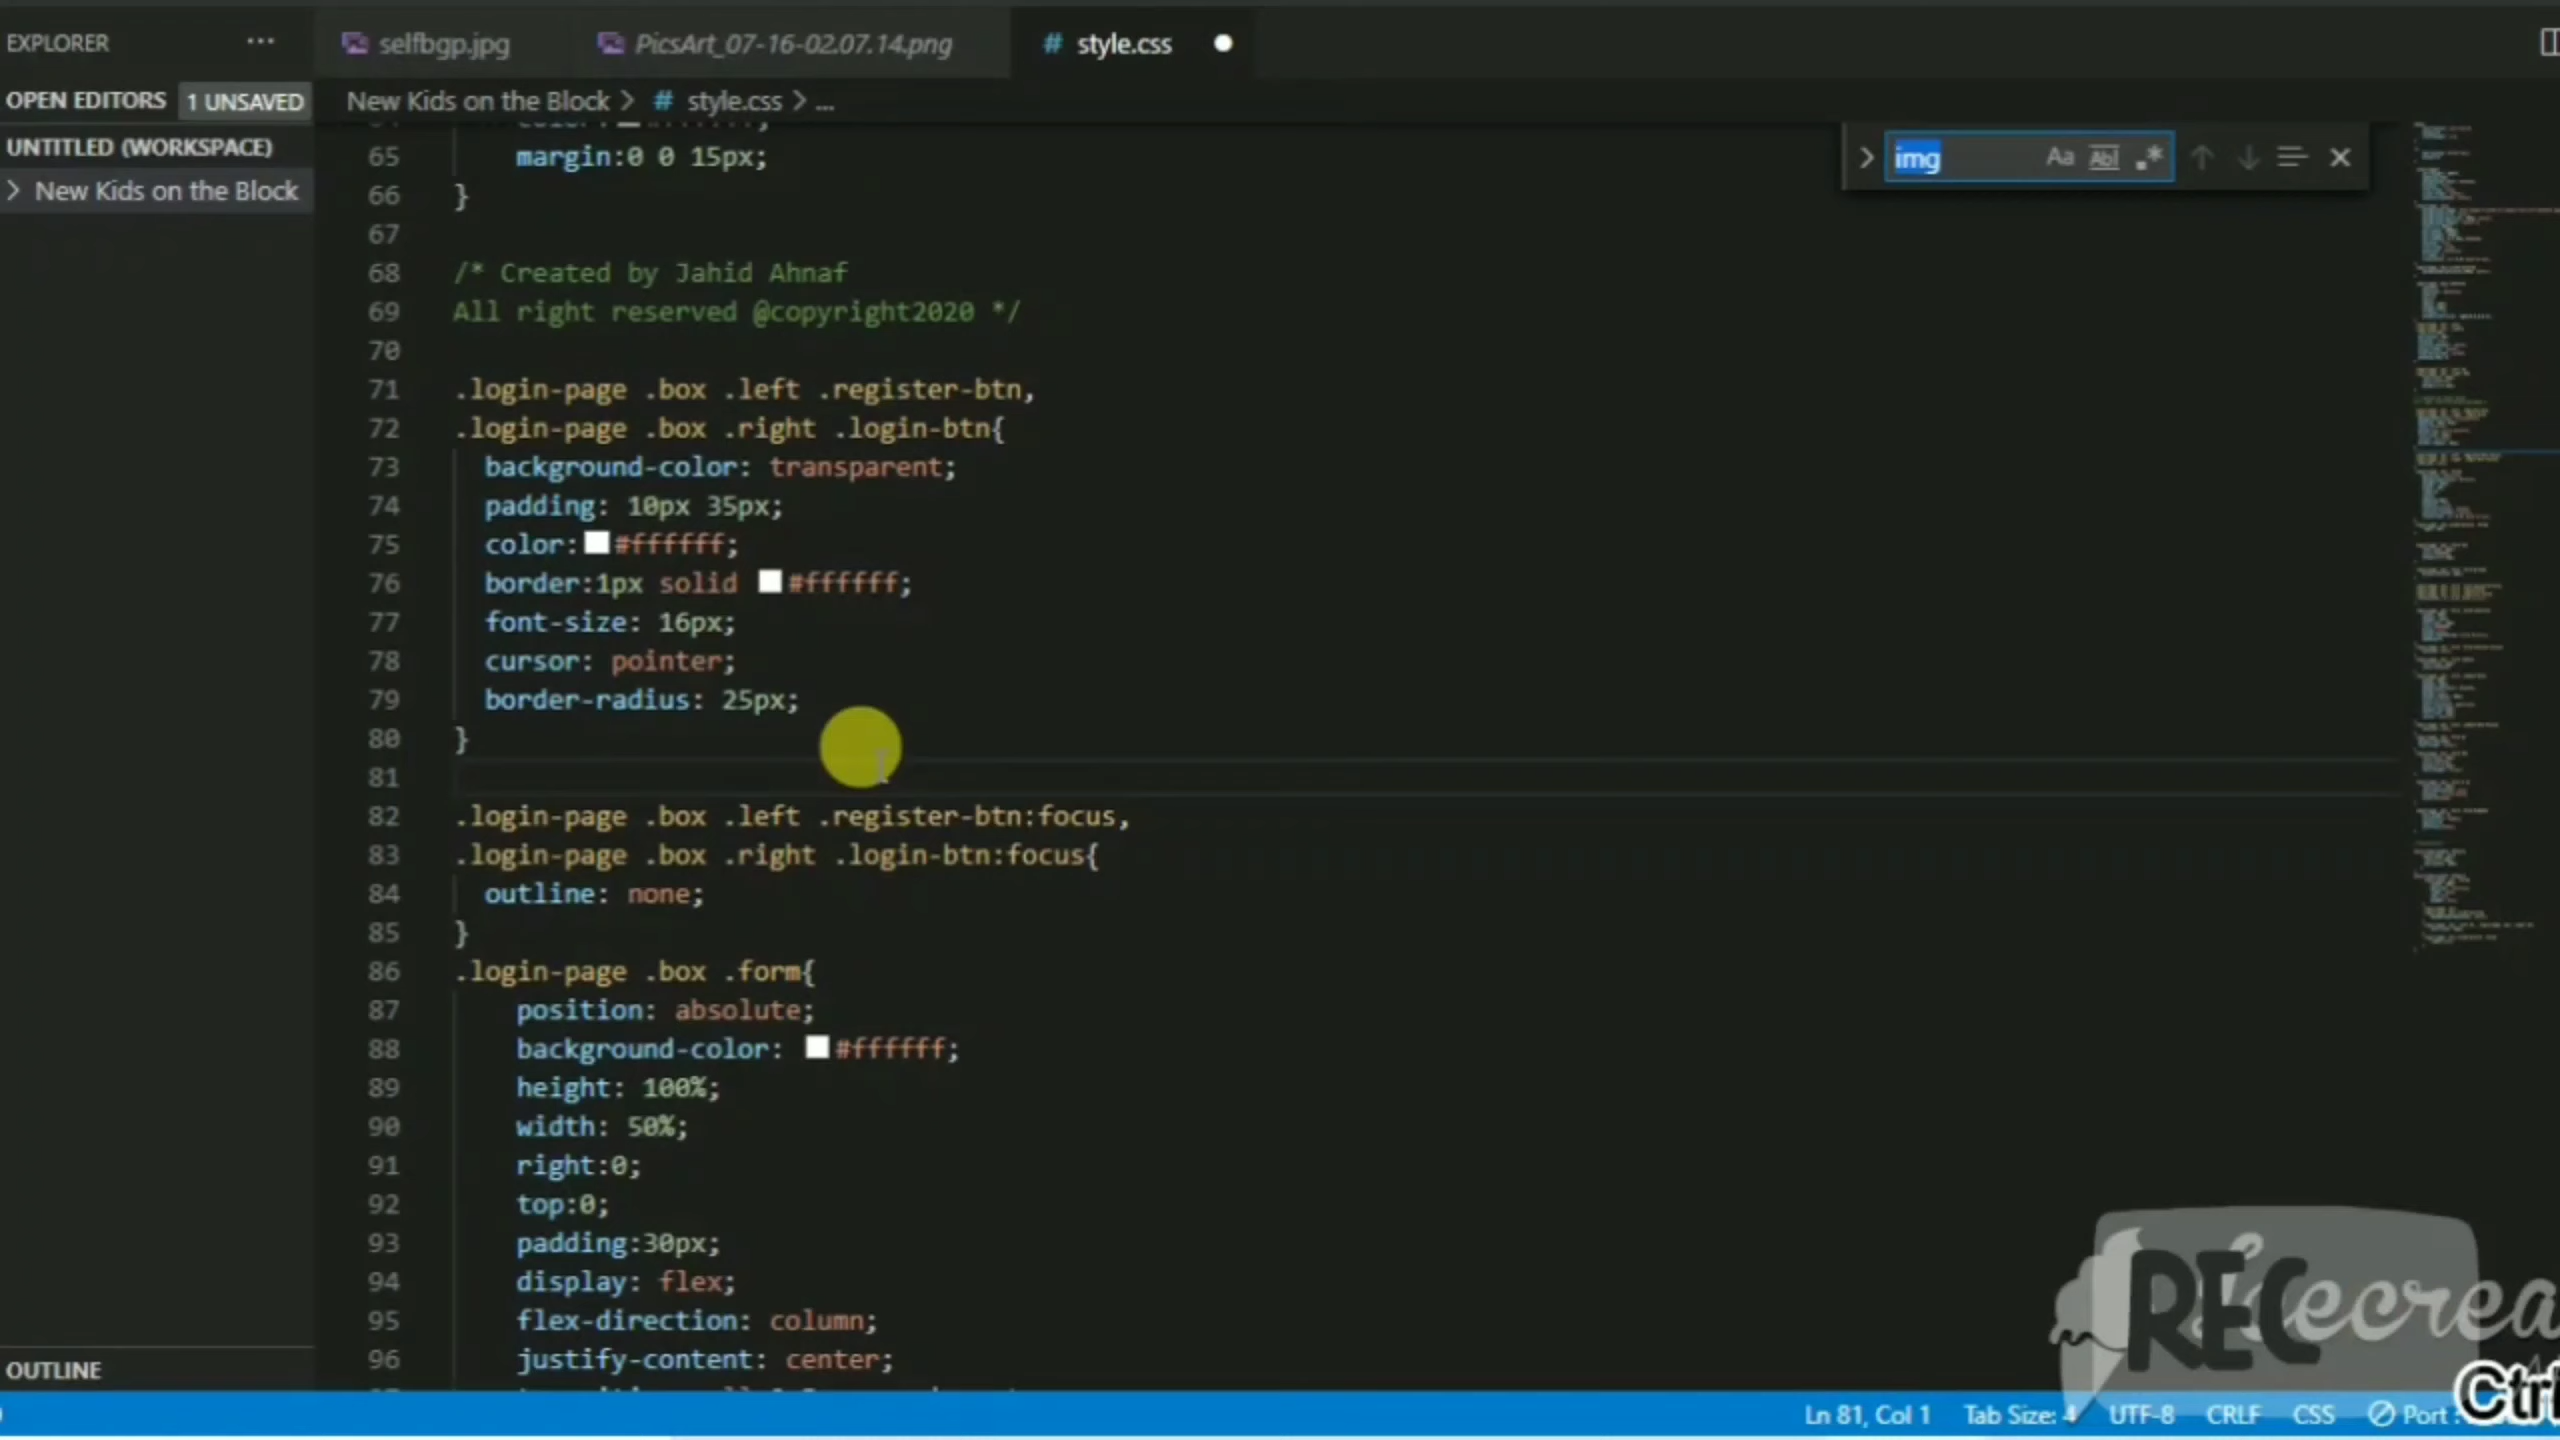 EXPLORER
selfbgp.jpg
PicsArt_07-16-02.07.14.png
# style.css
OPEN EDITORS
1 UNSAVED
New Kids on the Block > # style.css > ...
UNTITLED (WORKSPACE)
> New Kids on the Block
img
Aa Abl .*
65 margin:0 0 15px;
66 }
67
68 /* Created by Jahid Ahnaf
69 All right reserved @copyright2020 */
70
71 .login-page .box .left .register-btn,
72 .login-page .box .right .login-btn{
73 background-color: transparent;
74 padding: 10px 35px;
75 color:#ffffff;
76 border:1px solid #ffffff;
77 font-size: 16px;
78 cursor: pointer;
79 border-radius: 25px;
80 }
81
82 .login-page .box .left .register-btn:focus,
83 .login-page .box .right .login-btn:focus{
84 outline: none;
85 }
86 .login-page .box .form{
87 position: absolute;
88 background-color: #ffffff;
89 height: 100%;
90 width: 50%;
91 right:0;
92 top:0;
93 padding:30px;
94 display: flex;
95 flex-direction: column;
96 justify-content: center;
OUTLINE
REC
Ln 81, Col 1
Tab Size: 4
UTF-8
CRLF
CSS
Port :
Ctrl